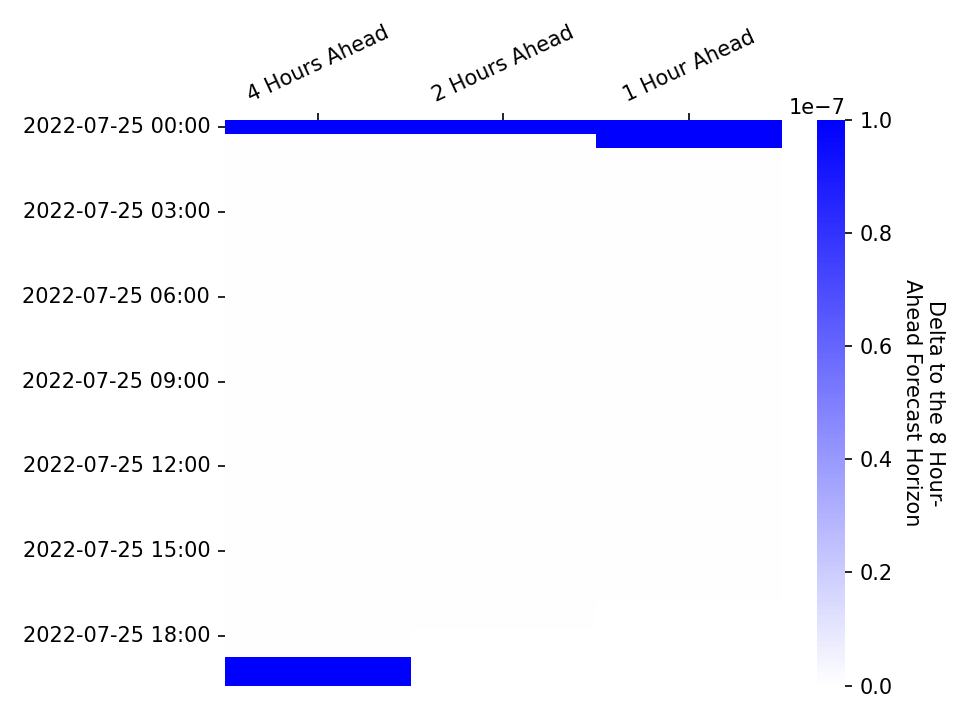 4 Hours Ahead
2 Hours Ahead
1 Hour Ahead
1e−7
2022-07-25 00:00
2022-07-25 03:00
2022-07-25 06:00
2022-07-25 09:00
2022-07-25 12:00
2022-07-25 15:00
2022-07-25 18:00
1.0
0.8
0.6
0.4
0.2
0.0
Delta to the 8 Hour-
Ahead Forecast Horizon